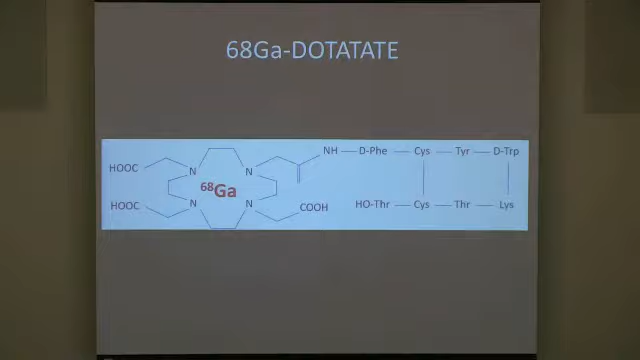 68Ga-DOTATATE
NH — D-Phe — Cys — Tyr — D-Trp
HOOC N N
68Ga
HOOC N N COOH HO-Thr — Cys — Thr — Lys